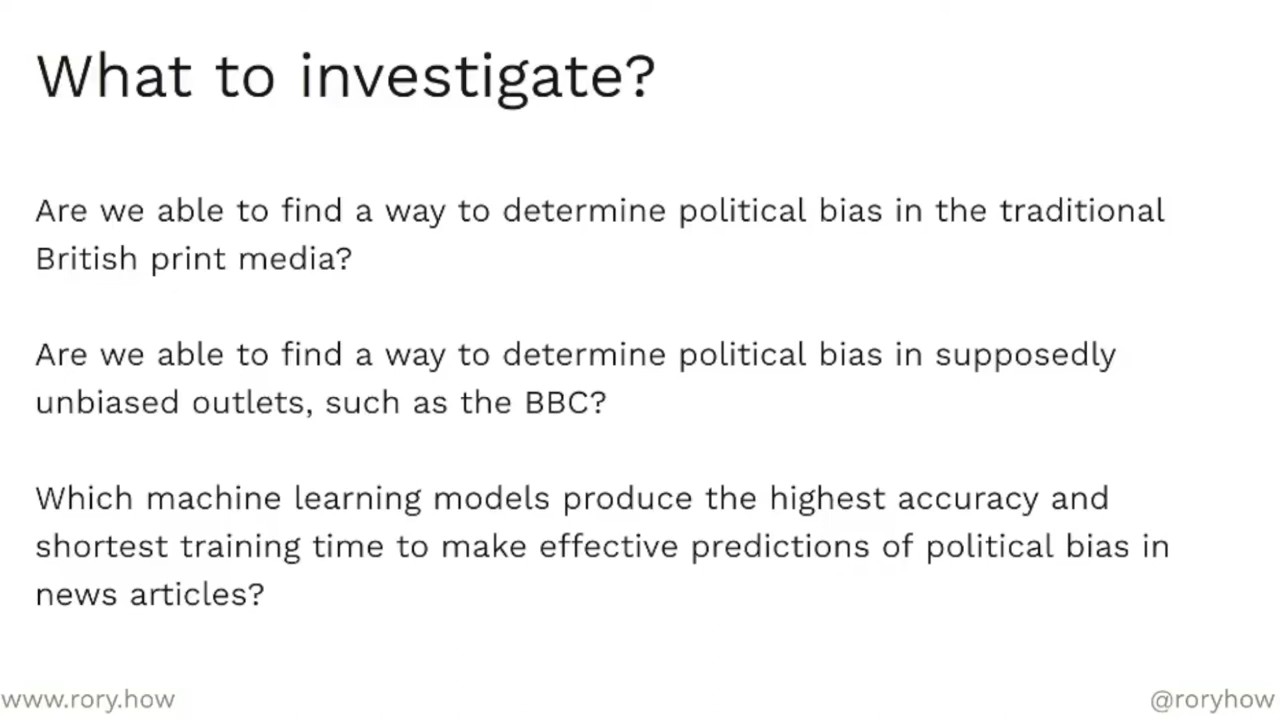 What to investigate?
Are we able to find a way to determine political bias in the traditional
British print media?
Are we able to find a way to determine political bias in supposedly
unbiased outlets, such as the BBC?
Which machine learning models produce the highest accuracy and
shortest training time to make effective predictions of political bias in
news articles?
www.rory.how
@roryhow